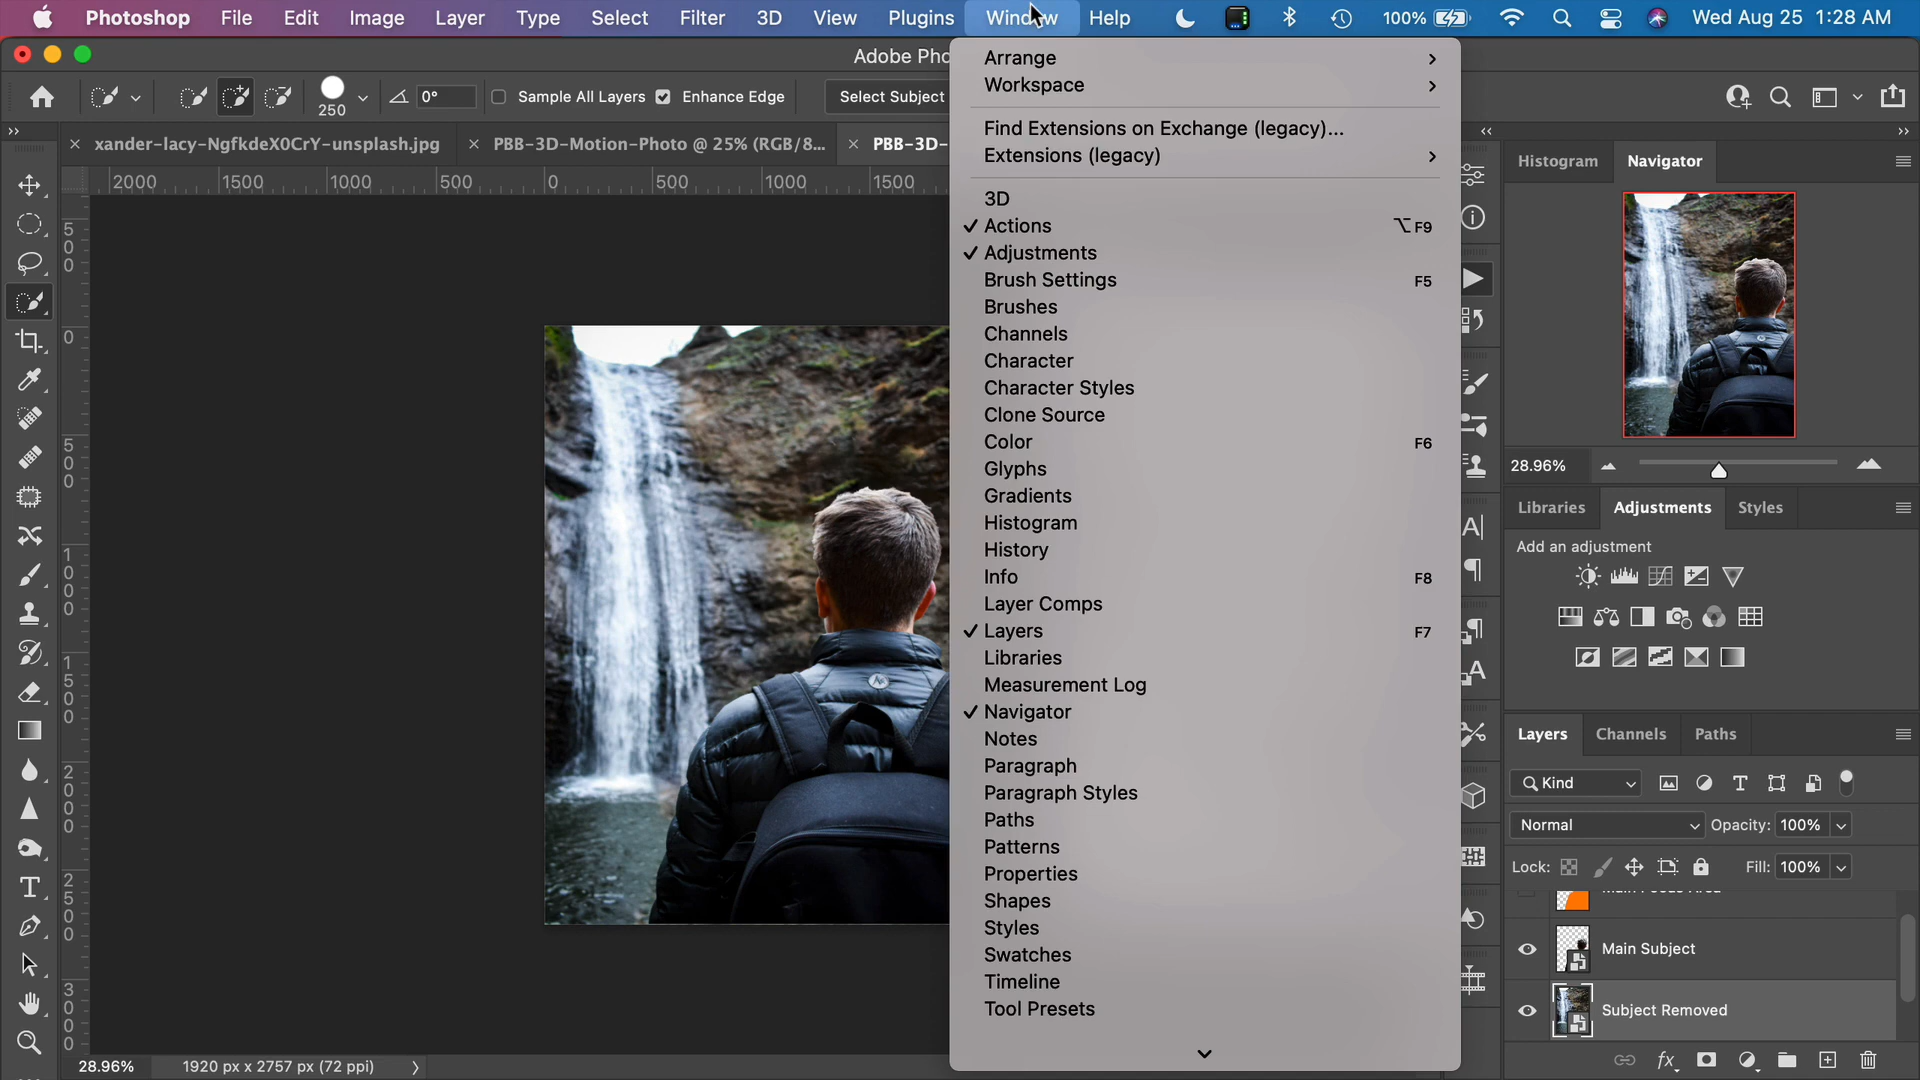 Photoshop File Edit Image Layer Type Select Filter 3D View Plugins Window Help 100% Wed Aug 25 1:28 AM
250 0° Sample All Layers Enhance Edge Select Subject
xander-lacy-NgfkdeX0CrY-unsplash.jpg PBB-3D-Motion-Photo @ 25% (RGB/8... PBB-3D-
2000 1500 1000 500 0 500 1000 1500
Arrange
Workspace
Find Extensions on Exchange (legacy)...
Extensions (legacy)
3D
Actions ⌥F9
Adjustments
Brush Settings F5
Brushes
Channels
Character
Character Styles
Clone Source
Color F6
Glyphs
Gradients
Histogram
History
Info F8
Layer Comps
Layers F7
Libraries
Measurement Log
Navigator
Notes
Paragraph
Paragraph Styles
Paths
Patterns
Properties
Shapes
Styles
Swatches
Timeline
Tool Presets
Histogram Navigator
28.96%
Libraries Adjustments Styles
Add an adjustment
Layers Channels Paths
Kind
Normal Opacity: 100%
Lock: Fill: 100%
Main Subject
Subject Removed
28.96% 1920 px x 2757 px (72 ppi)